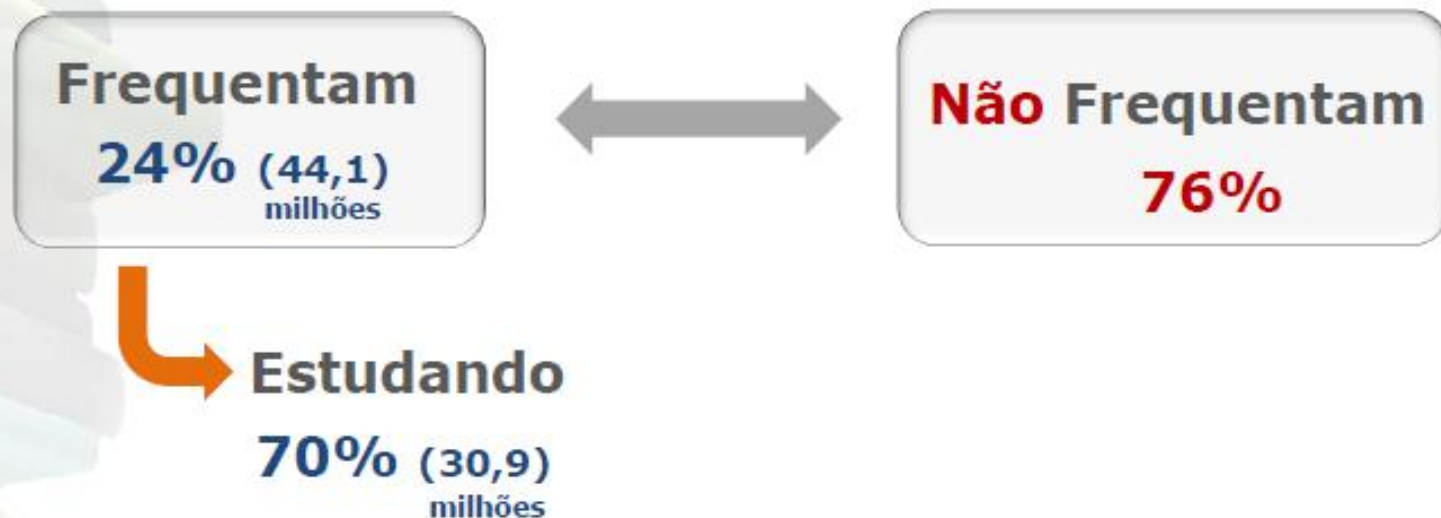 Frequentam
24% (44,1)
milhões
Não Frequentam
76%
Estudando
70% (30,9)
milhões